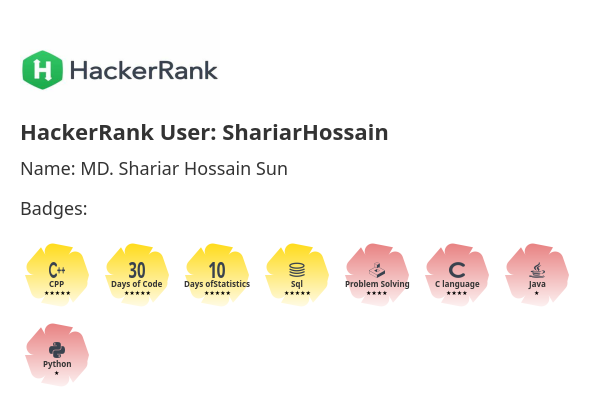 H HackerRank
HackerRank User: ShariarHossain
Name: MD. Shariar Hossain Sun
Badges:
C++ 30 10
CPP Days of Code Days ofStatistics Sql Problem Solving C language Java
★★★★★ ★★★★★ ★★★★★ ★★★★★ ★★★★ ★★★★ ★
Python
★